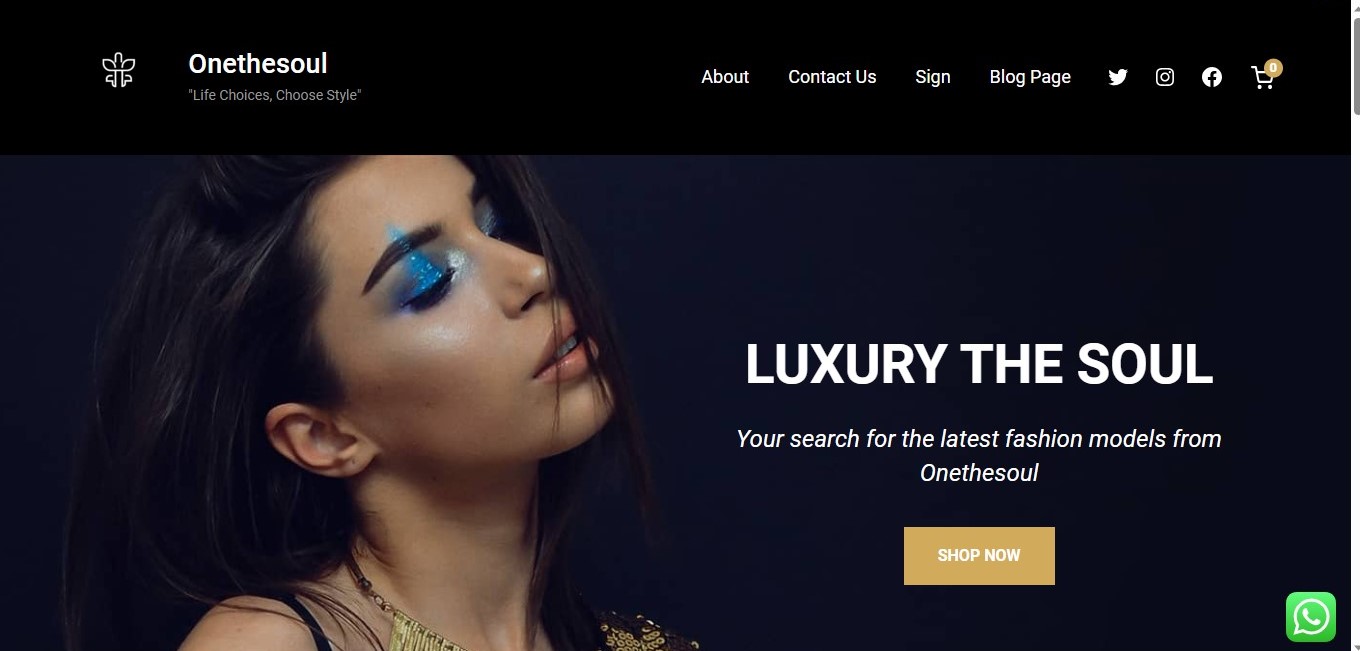 Onethesoul
"Life Choices, Choose Style"
About
Contact Us
Sign
Blog Page
0
LUXURY THE SOUL
Your search for the latest fashion models from
Onethesoul
SHOP NOW